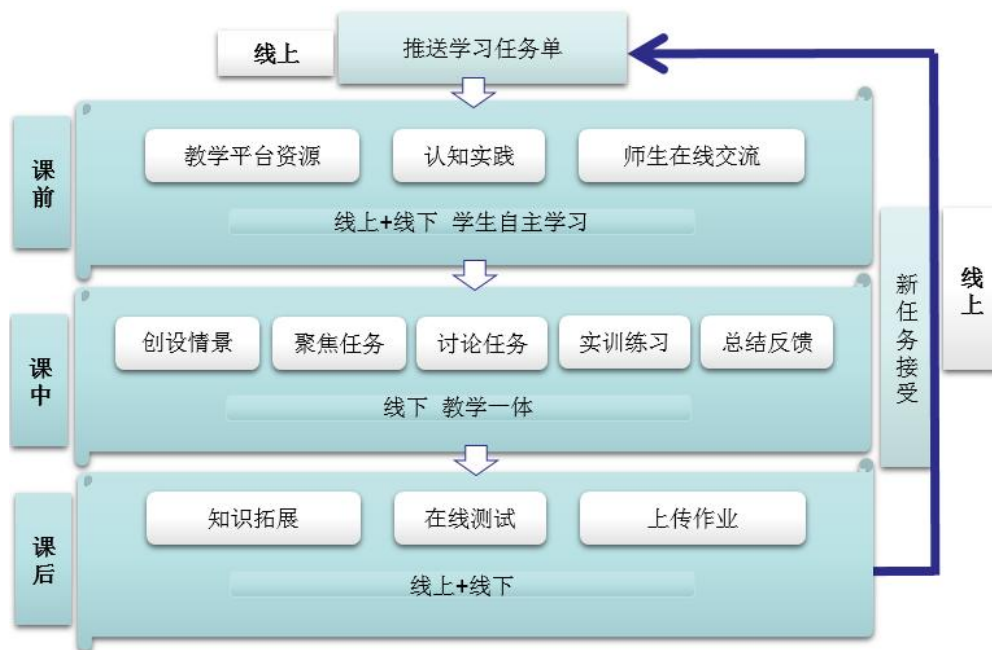 线上
推送学习任务单
课前
教学平台资源
认知实践
师生在线交流
线上+线下 学生自主学习
课中
创设情景
聚焦任务
讨论任务
实训练习
总结反馈
线下 教学一体
课后
知识拓展
在线测试
上传作业
线上+线下
新任务接受
线上